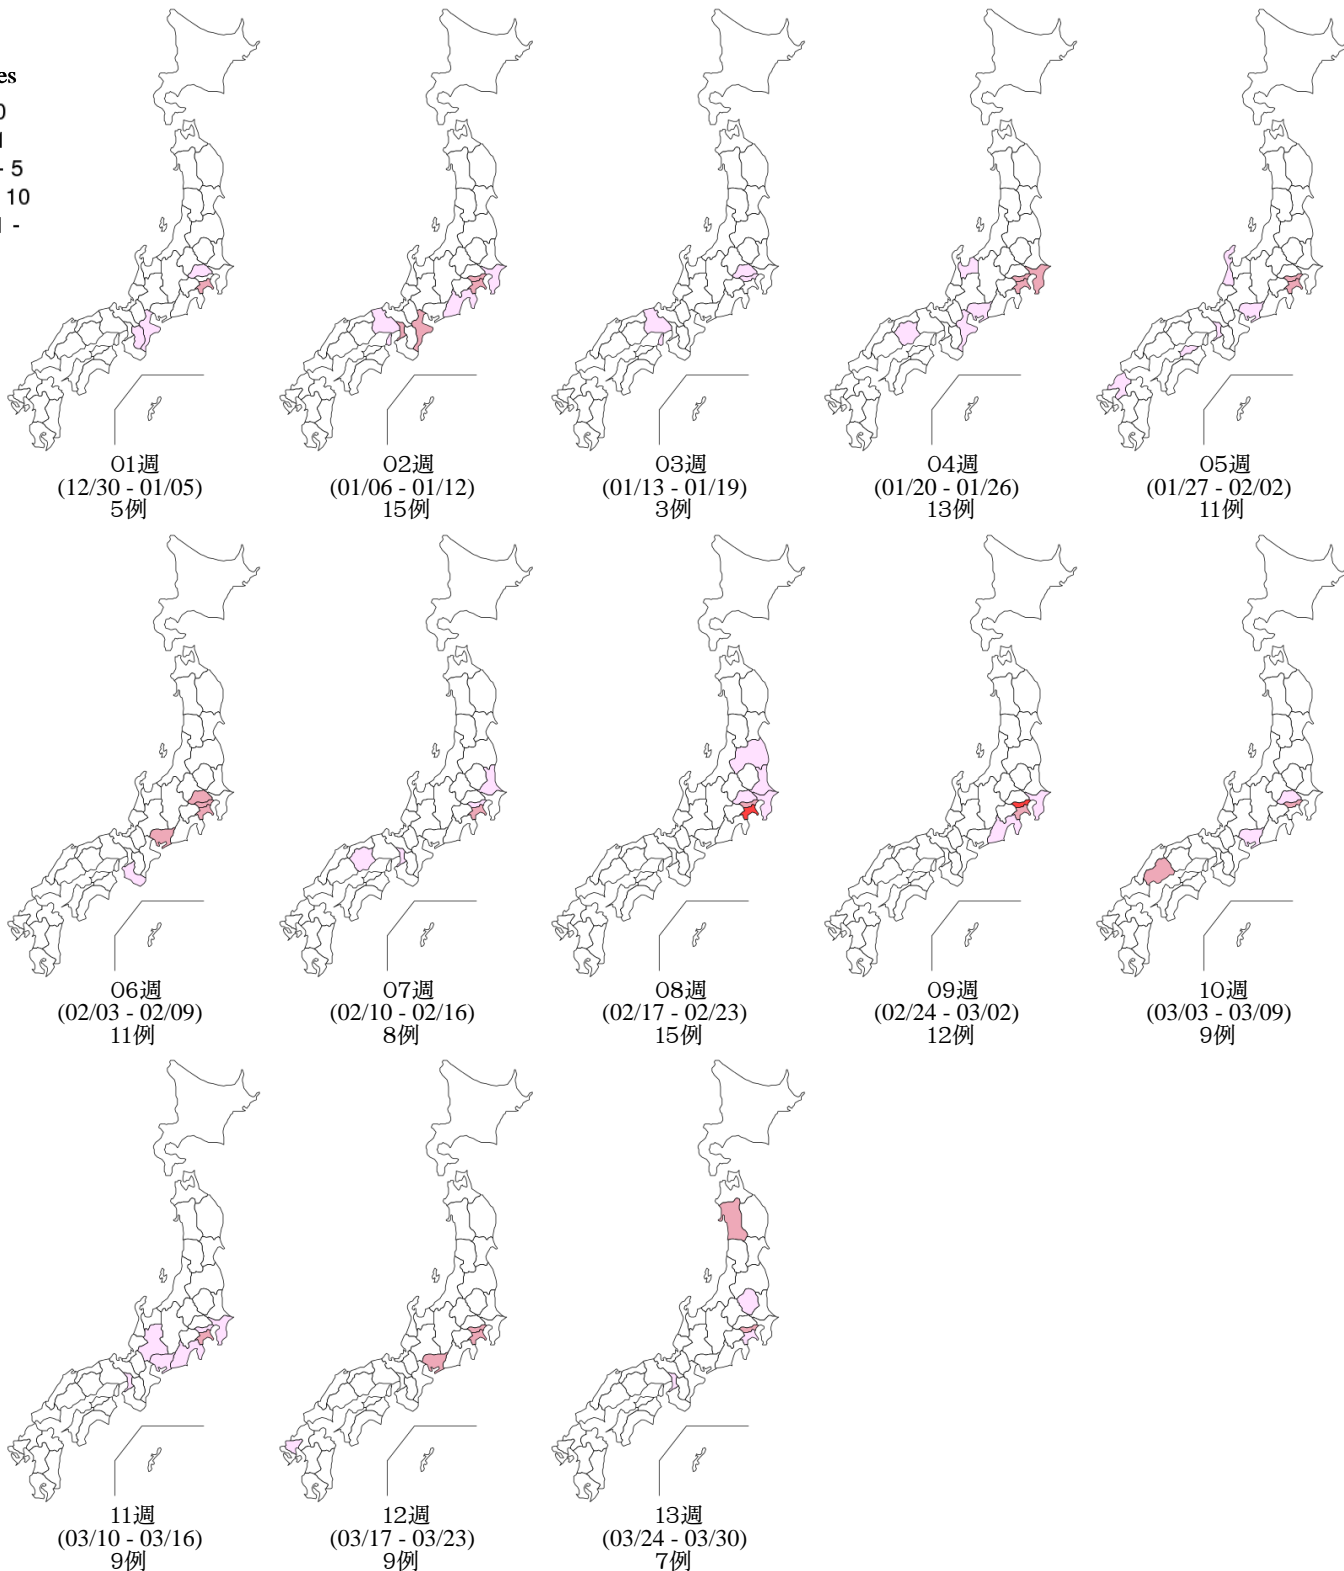 es
0
1
- 5
10
1 -
01週
(12/30 - 01/05)
5例
02週
(01/06 - 01/12)
15例
03週
(01/13 - 01/19)
3例
04週
(01/20 - 01/26)
13例
05週
(01/27 - 02/02)
11例
06週
(02/03 - 02/09)
11例
07週
(02/10 - 02/16)
8例
08週
(02/17 - 02/23)
15例
09週
(02/24 - 03/02)
12例
10週
(03/03 - 03/09)
9例
11週
(03/10 - 03/16)
9例
12週
(03/17 - 03/23)
9例
13週
(03/24 - 03/30)
7例